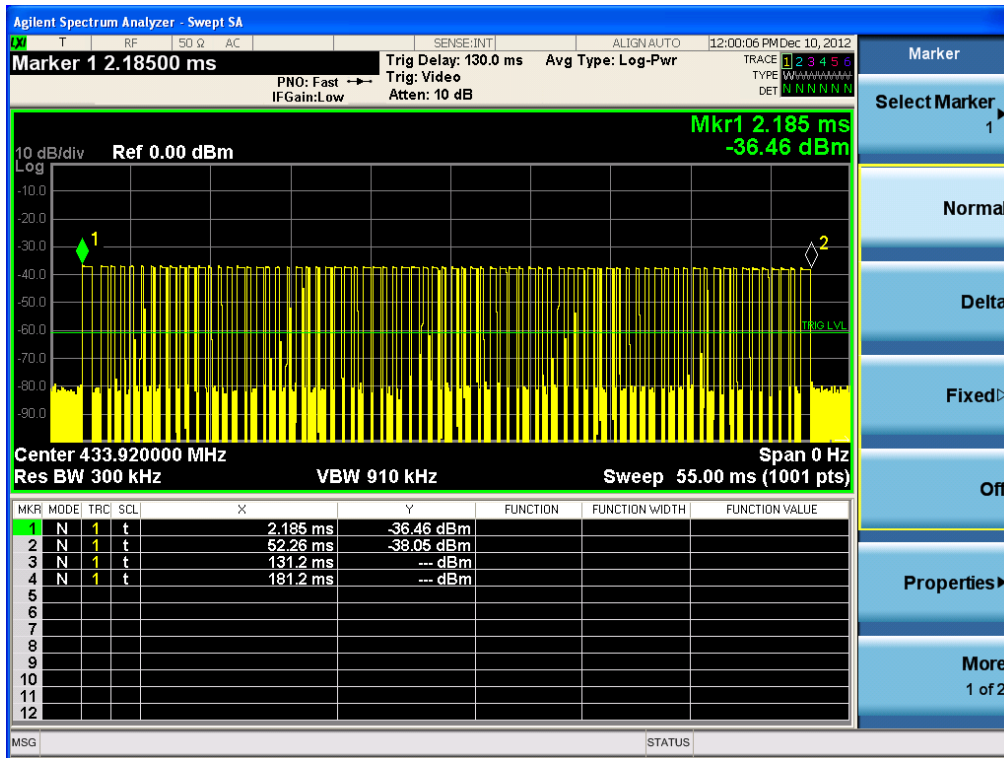 Agilent Spectrum Analyzer - Swept SA
LXI T RF 50 Ω AC SENSE:INT ALIGN AUTO 12:00:06 PM Dec 10, 2012
Marker 1 2.18500 ms
PNO: Fast
IFGain:Low
Trig Delay: 130.0 ms
Trig: Video
Atten: 10 dB
Avg Type: Log-Pwr
TRACE 1 2 3 4 5 6
TYPE WWWWWW
DET N N N N N N
Mkr1 2.185 ms
-36.46 dBm
10 dB/div Ref 0.00 dBm
Log
-10.0
-20.0
-30.0
-40.0
-50.0
-60.0
-70.0
-80.0
-90.0
1
2
TRIG LVL
Center 433.920000 MHz Span 0 Hz
Res BW 300 kHz VBW 910 kHz Sweep 55.00 ms (1001 pts)
MKR MODE TRC SCL X Y FUNCTION FUNCTION WIDTH FUNCTION VALUE
1 N 1 t 2.185 ms -36.46 dBm
2 N 1 t 52.26 ms -38.05 dBm
3 N 1 t 131.2 ms --- dBm
4 N 1 t 181.2 ms --- dBm
5
6
7
8
9
10
11
12
MSG STATUS
Marker
Select Marker
1
Normal
Delta
Fixed
Off
Properties
More
1 of 2